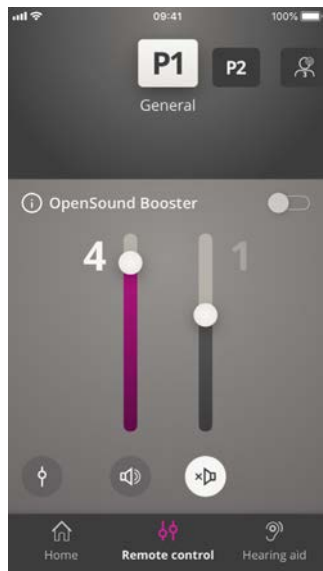 09:41
100%
P1
P2
General
OpenSound Booster
4
1
Home
Remote control
Hearing aid